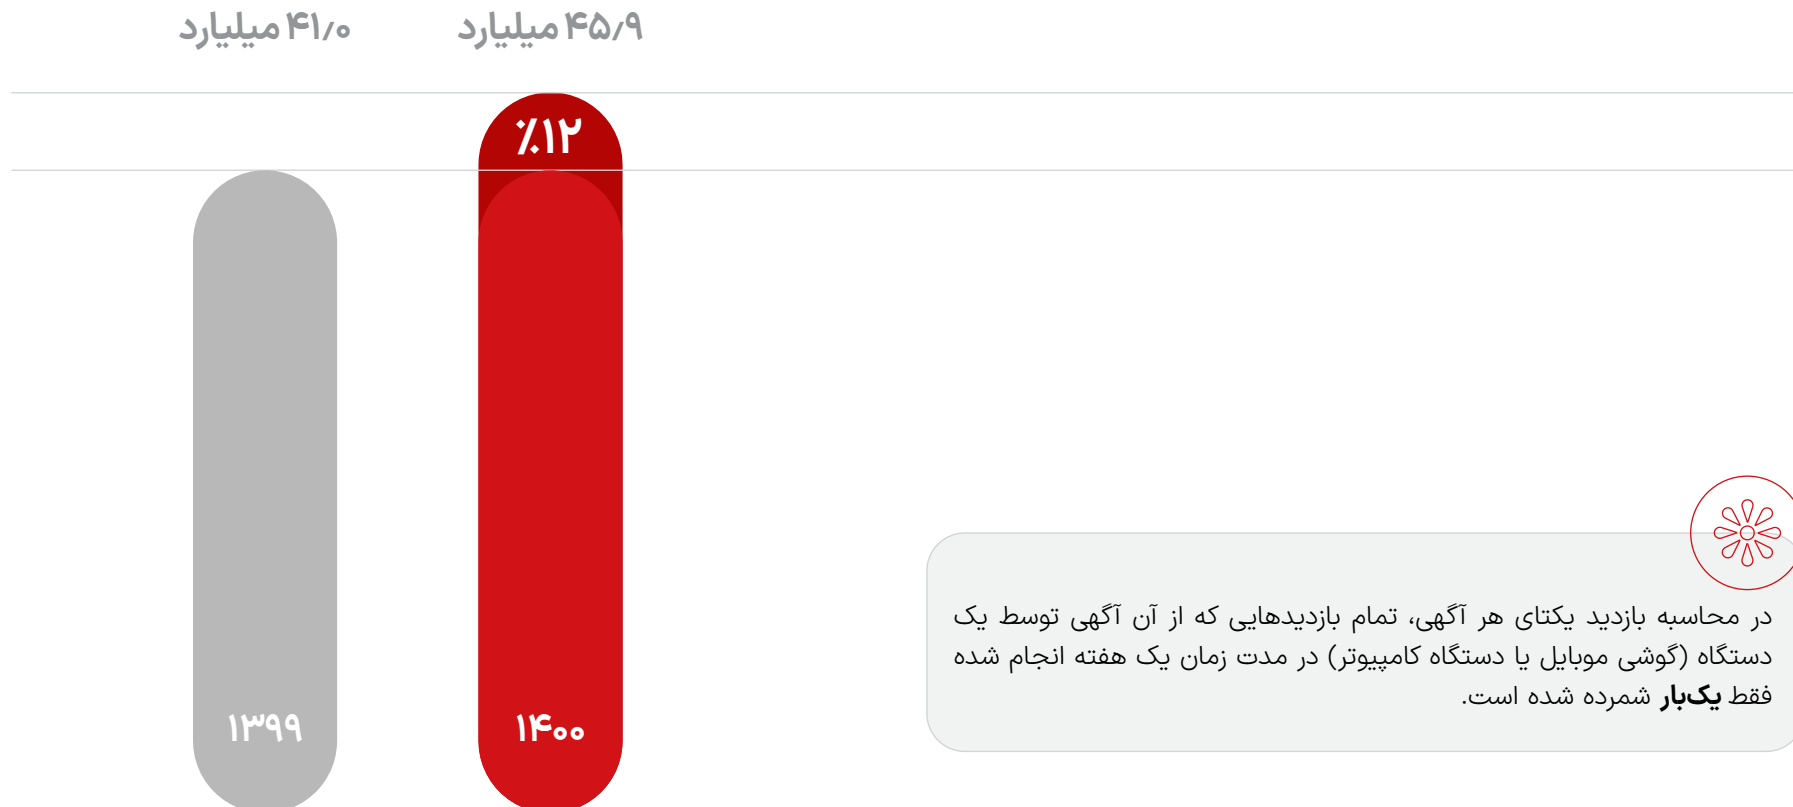 ۴۵٫۹ میلیارد
۴۱٫۰ میلیارد
٪۱۲
۱۴۰۰
۱۳۹۹
در محاسبه بازدید یکتای هر آگهی، تمام بازدیدهایی که از آن آگهی توسط یک
دستگاه (گوشی موبایل یا دستگاه کامپیوتر) در مدت زمان یک هفته انجام شده
فقط یک‌بار شمرده شده است.